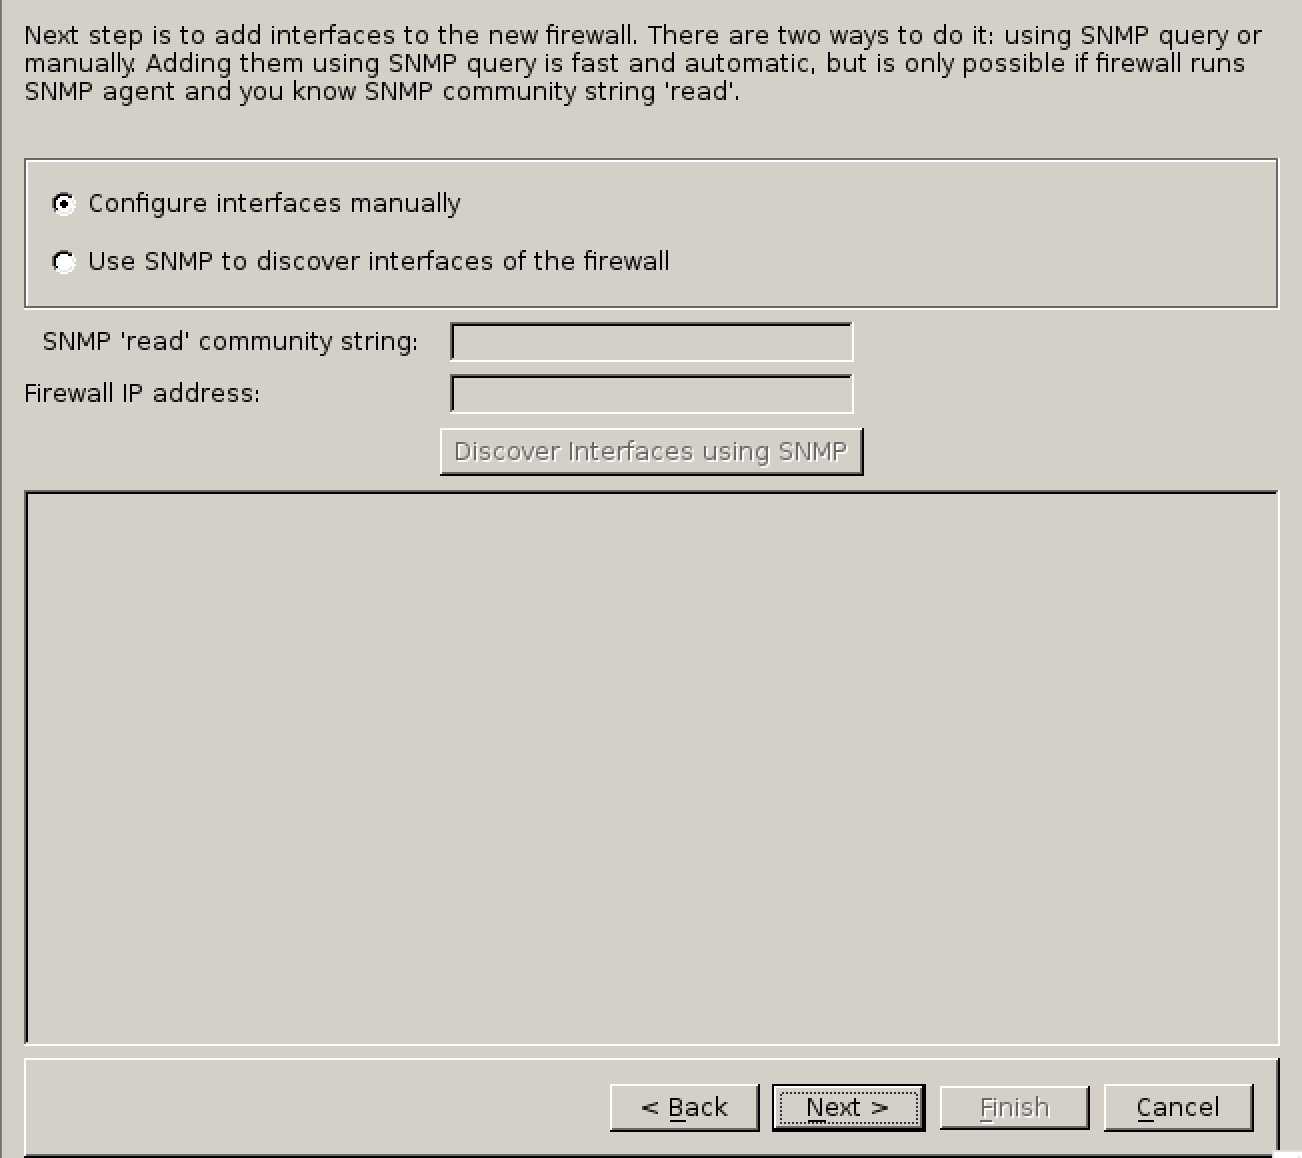 Next step is to add interfaces to the new firewall. There are two ways to do it: using SNMP query or
manually. Adding them using SNMP query is fast and automatic, but is only possible if firewall runs
SNMP agent and you know SNMP community string 'read'.
Configure interfaces manually
Use SNMP to discover interfaces of the firewall
SNMP 'read' community string:
Firewall IP address:
Discover Interfaces using SNMP
< Back Next > Finish Cancel